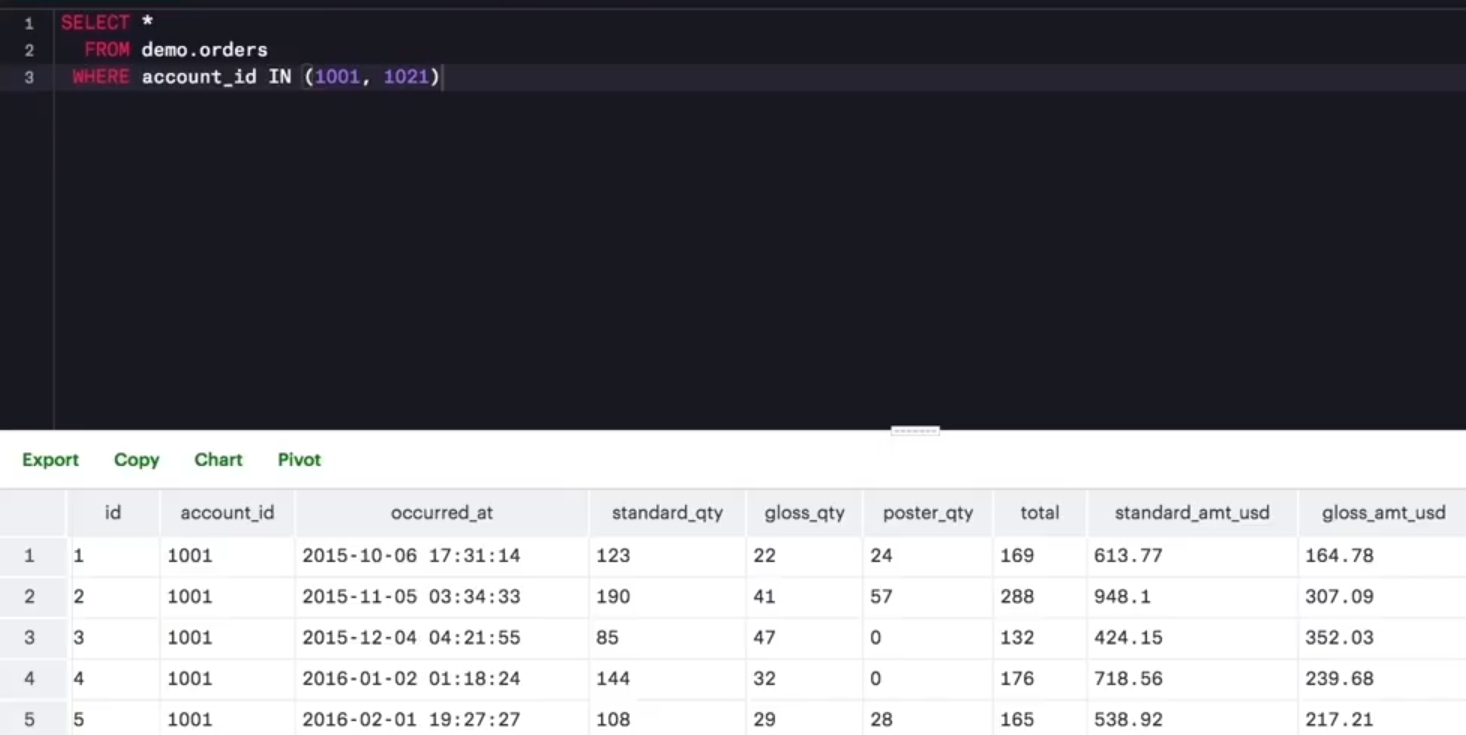 1 SELECT *
2 FROM demo.orders
3 WHERE account_id IN (1001, 1021)
Export Copy Chart Pivot
id account_id occurred_at standard_qty gloss_qty poster_qty total standard_amt_usd gloss_amt_usd
1 1 1001 2015-10-06 17:31:14 123 22 24 169 613.77 164.78
2 2 1001 2015-11-05 03:34:33 190 41 57 288 948.1 307.09
3 3 1001 2015-12-04 04:21:55 85 47 0 132 424.15 352.03
4 4 1001 2016-01-02 01:18:24 144 32 0 176 718.56 239.68
5 5 1001 2016-02-01 19:27:27 108 29 28 165 538.92 217.21